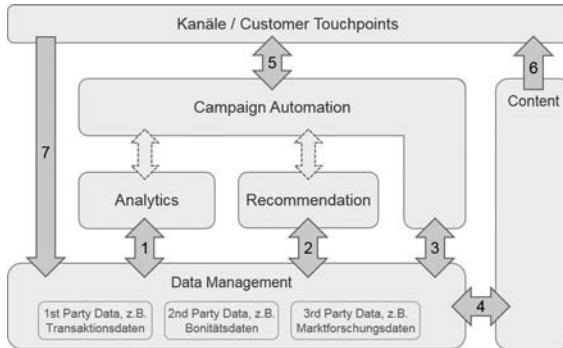 Kanäle / Customer Touchpoints
5
6
Campaign Automation
Content
7
Analytics
Recommendation
1
2
3
Data Management
4
1st Party Data, z.B.
Transaktionsdaten
2nd Party Data, z.B.
Bonitätsdaten
3rd Party Data, z.B.
Marktforschungsdaten